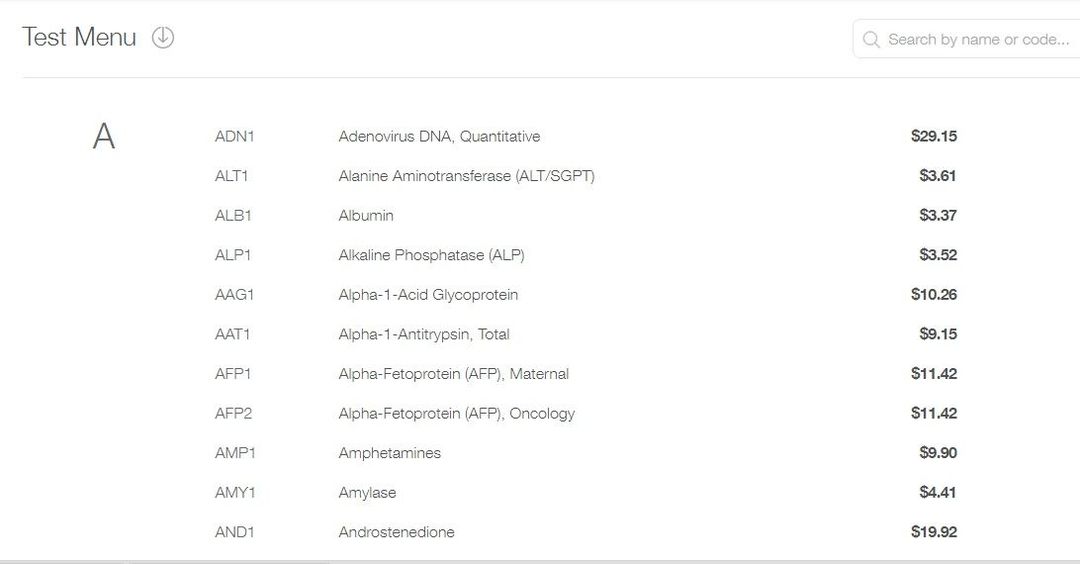 Test Menu
Search by name or code...
A
ADN1 Adenovirus DNA, Quantitative $29.15
ALT1 Alanine Aminotransferase (ALT/SGPT) $3.61
ALB1 Albumin $3.37
ALP1 Alkaline Phosphatase (ALP) $3.52
AAG1 Alpha-1-Acid Glycoprotein $10.26
AAT1 Alpha-1-Antitrypsin, Total $9.15
AFP1 Alpha-Fetoprotein (AFP), Maternal $11.42
AFP2 Alpha-Fetoprotein (AFP), Oncology $11.42
AMP1 Amphetamines $9.90
AMY1 Amylase $4.41
AND1 Androstenedione $19.92